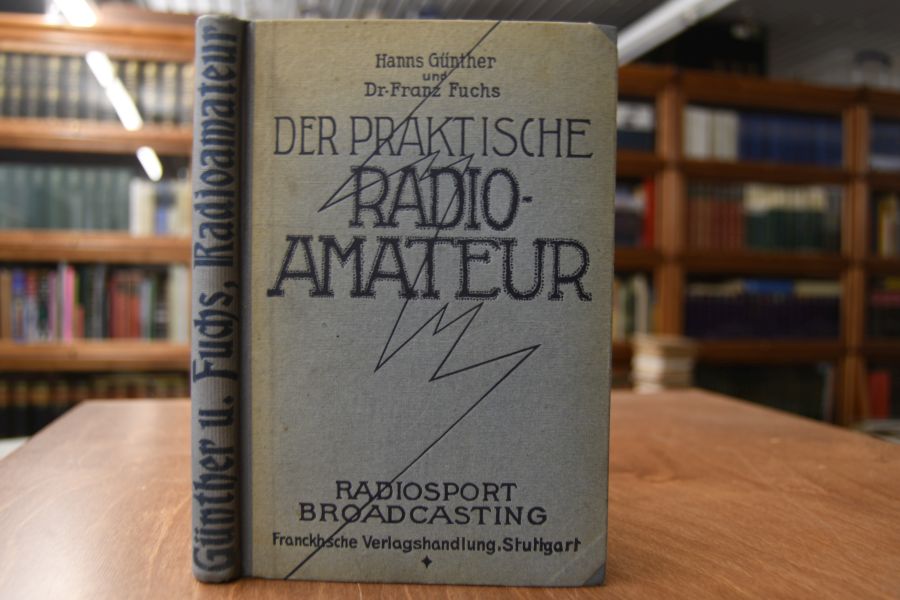 Hanns Günther
und
Dr. Franz Fuchs
DER PRAKTISCHE
RADIO-
AMATEUR
RADIOSPORT
BROADCASTING
Franckhsche Verlagshandlung. Stuttgart
Günther u. Fuchs, Radioamateur